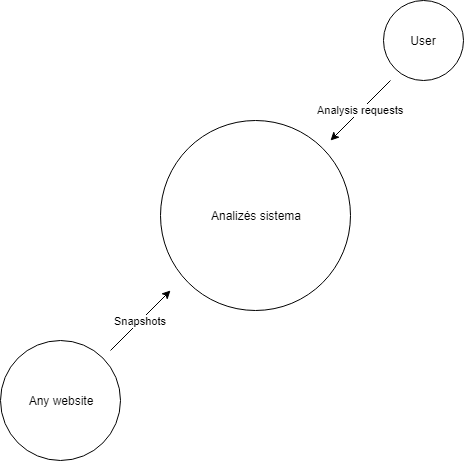 User
Analysis requests
Analizės sistema
Snapshots
Any website